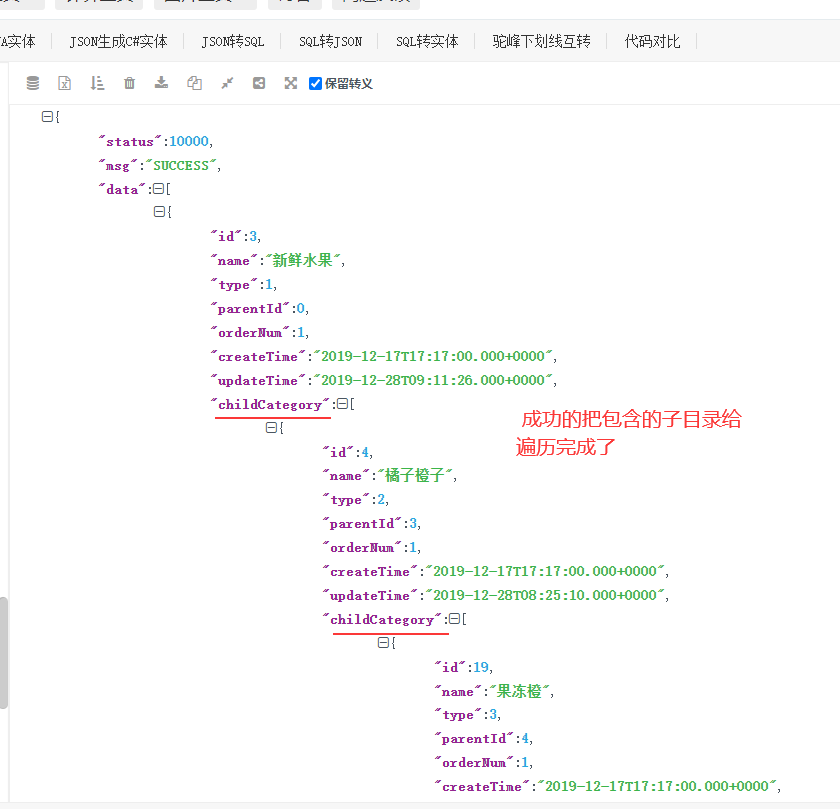 A实体 JSON生成C#实体 JSON转SQL SQL转JSON SQL转实体 驼峰下划线互转 代码对比
保留转义
{
"status":10000,
"msg":"SUCCESS",
"data":[
{
"id":3,
"name":"新鲜水果",
"type":1,
"parentId":0,
"orderNum":1,
"createTime":"2019-12-17T17:17:00.000+0000",
"updateTime":"2019-12-28T09:11:26.000+0000",
"childCategory":[
成功的把包含的子目录给
遍历完成了
{
"id":4,
"name":"橘子橙子",
"type":2,
"parentId":3,
"orderNum":1,
"createTime":"2019-12-17T17:17:00.000+0000",
"updateTime":"2019-12-28T08:25:10.000+0000",
"childCategory":[
{
"id":19,
"name":"果冻橙",
"type":3,
"parentId":4,
"orderNum":1,
"createTime":"2019-12-17T17:17:00.000+0000",